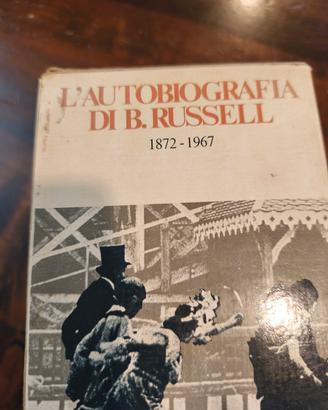 L'AUTOBIOGRAFIA
DI B. RUSSELL
1872-1967